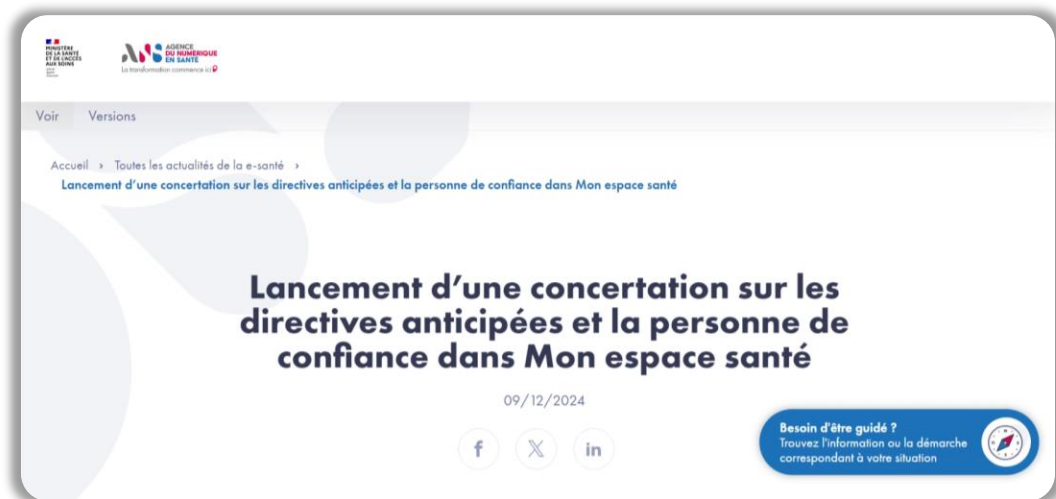 MINISTÈRE
DE LA SANTÉ
ET DE L'ACCÈS
AUX SOINS
ANS AGENCE
DU NUMÉRIQUE
EN SANTÉ
La transformation commence ici
Voir Versions
Accueil › Toutes les actualités de la e-santé ›
Lancement d'une concertation sur les directives anticipées et la personne de confiance dans Mon espace santé
Lancement d'une concertation sur les
directives anticipées et la personne de
confiance dans Mon espace santé
09/12/2024
f X in
Besoin d'être guidé ?
Trouvez l'information ou la démarche
correspondant à votre situation